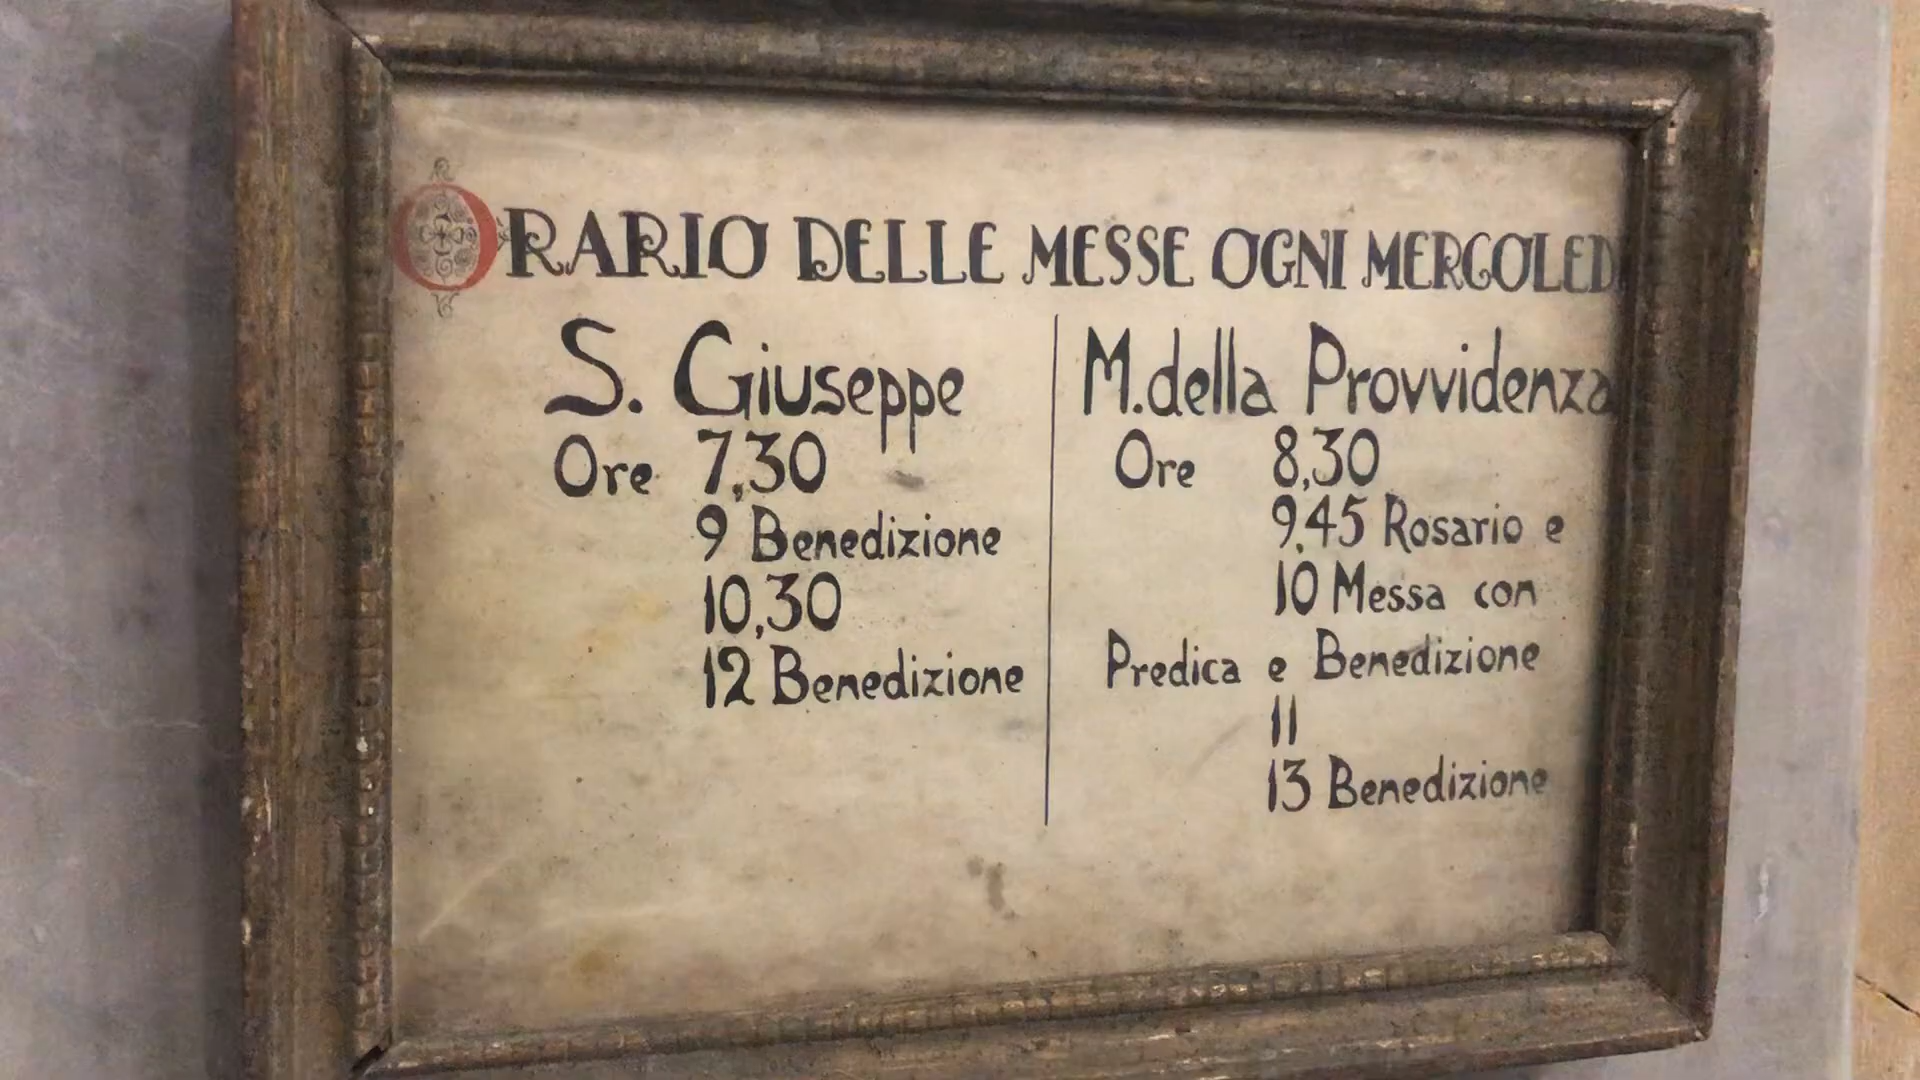 ORARIO DELLE MESSE OGNI MERCOLED
S. Giuseppe
Ore 7,30
9 Benedizione
10,30
12 Benedizione
M. della Provvidenza
Ore 8,30
9,45 Rosario e
10 Messa con
Predica e Benedizione
11
13 Benedizione